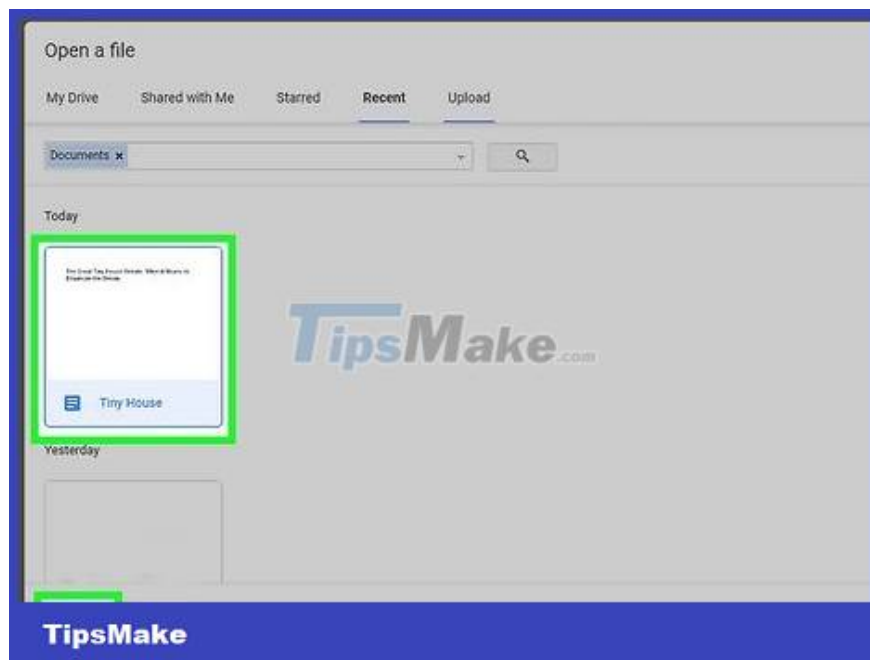 Open a file
My Drive Shared with Me Starred Recent Upload
Documents ×
Today
Tiny House
TipsMake.com
Yesterday
TipsMake